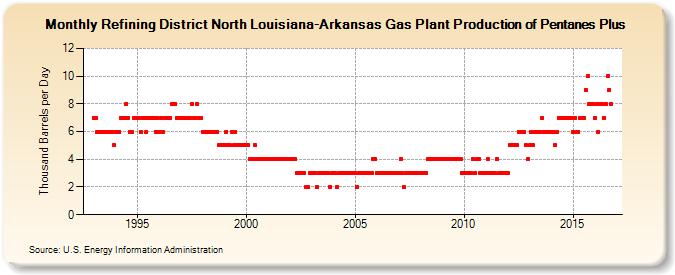 Monthly Refining District North Louisiana-Arkansas Gas Plant Production of Pentanes Plus
Thousand Barrels per Day
12
10
8
6
4
2
0
1995 2000 2005 2010 2015
Source: U.S. Energy Information Administration